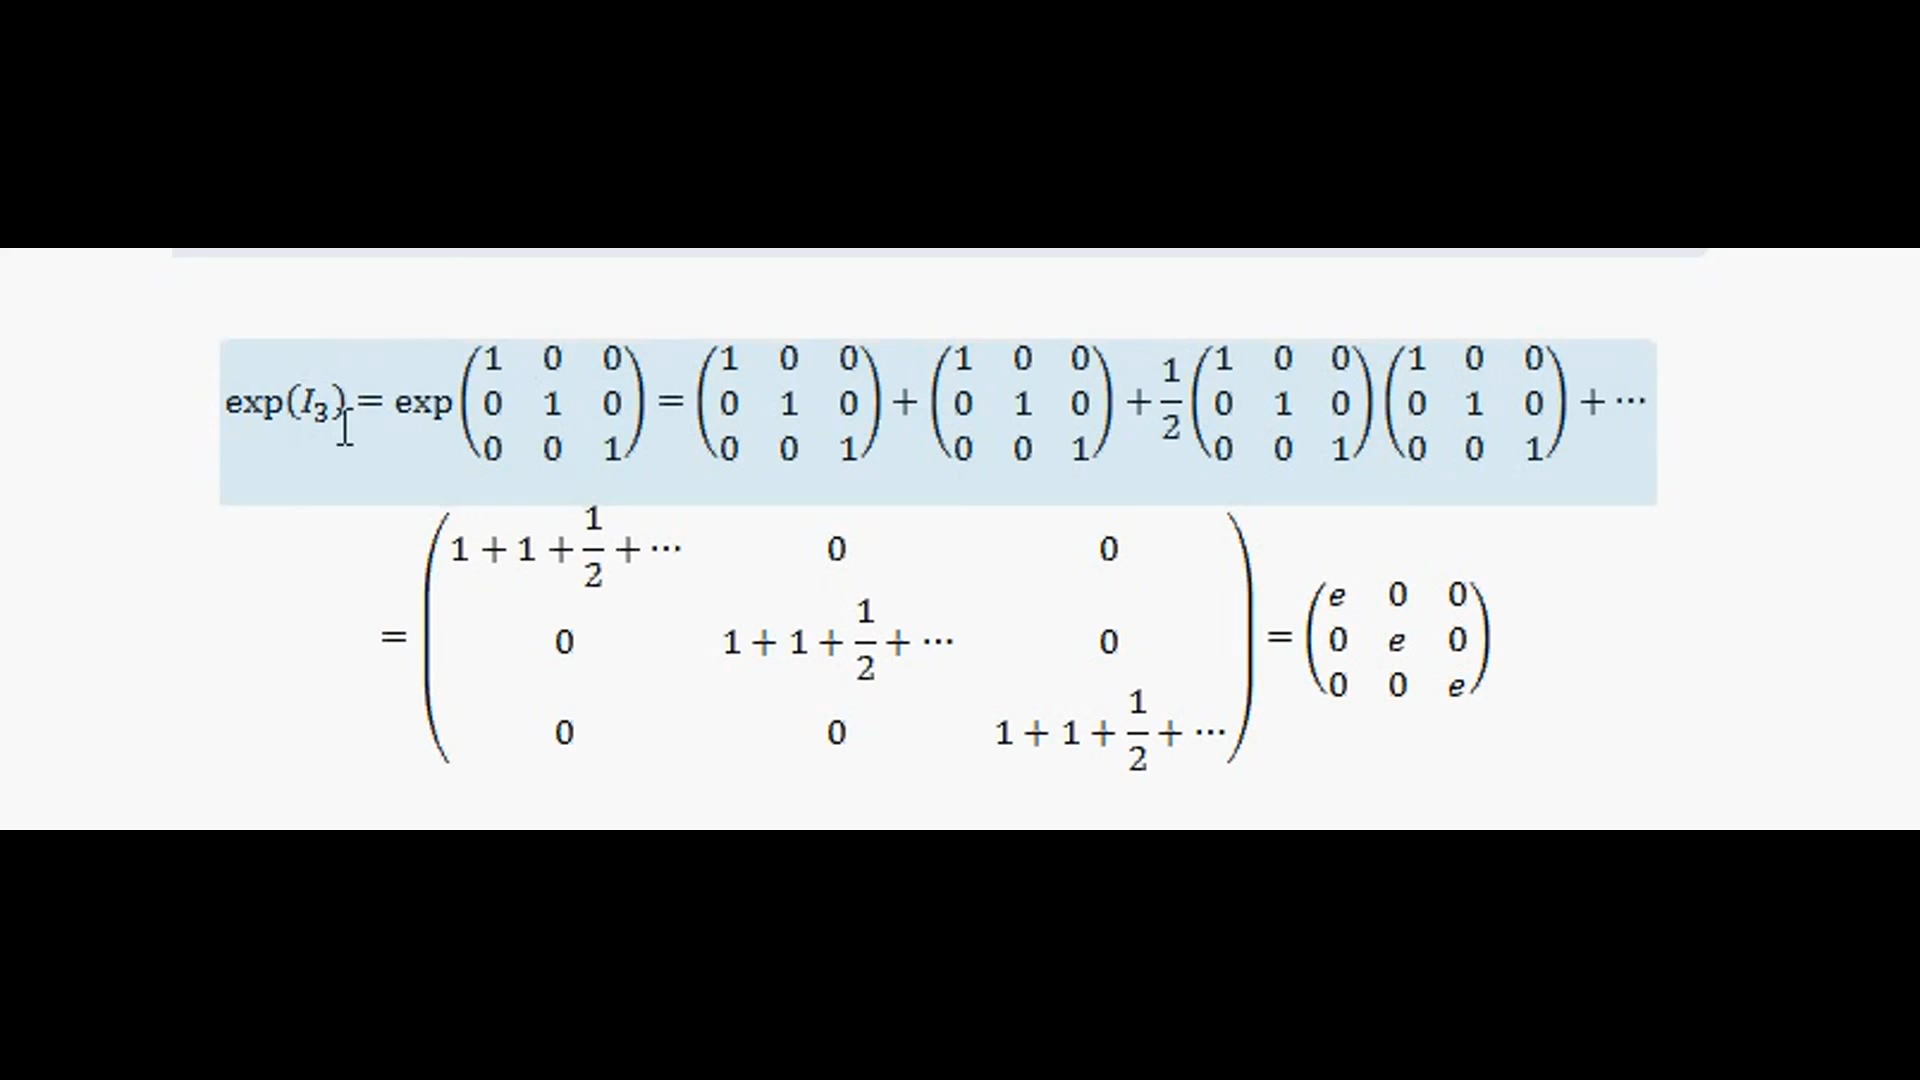 exp(I₃) = exp(1 0 0; 0 1 0; 0 0 1) = (1 0 0; 0 1 0; 0 0 1) + (1 0 0; 0 1 0; 0 0 1) + 1/2 (1 0 0; 0 1 0; 0 0 1)(1 0 0; 0 1 0; 0 0 1) + ⋯
= (1 + 1 + 1/2 + ⋯ 0 0; 0 1 + 1 + 1/2 + ⋯ 0; 0 0 1 + 1 + 1/2 + ⋯) = (e 0 0; 0 e 0; 0 0 e)